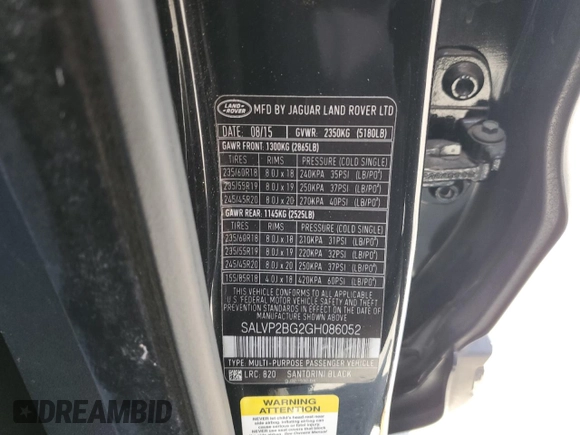 LAND ROVER
MFD BY JAGUAR LAND ROVER LTD
DATE: 08/15 GVWR: 2350KG (5180LB)
GAWR FRONT: 1300KG (2865LB)
TIRES RIMS PRESSURE (COLD SINGLE)
235/60R18 8.0J x 18 240KPA 35PSI (LB/PO²)
235/55R19 8.0J x 19 250KPA 37PSI (LB/PO²)
245/45R20 8.0J x 20 270KPA 40PSI (LB/PO²)
GAWR REAR: 1145KG (2525LB)
TIRES RIMS PRESSURE (COLD SINGLE)
235/60R18 8.0J x 18 210KPA 31PSI (LB/PO²)
235/55R19 8.0J x 19 220KPA 32PSI (LB/PO²)
245/45R20 8.0J x 20 250KPA 37PSI (LB/PO²)
155/85R18 4.0J x 18 420KPA 60PSI (LB/PO²)
THIS VEHICLE CONFORMS TO ALL APPLICABLE
U.S. FEDERAL MOTOR VEHICLE SAFETY AND THEFT
PREVENTION STANDARDS IN EFFECT ON THE DATE OF
MANUFACTURE SHOWN ABOVE
SALVP2BG2GH086052
TYPE: MULTI-PURPOSE PASSENGER VEHICLE
LRC 820 SANTORINI BLACK
WARNING
ATTENTION
DREAMBID